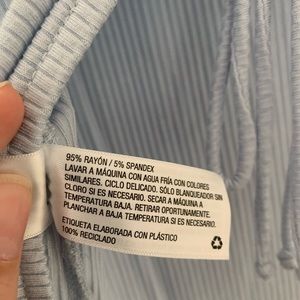 95% RAYÓN / 5% SPANDEX
LAVAR A MÁQUINA CON AGUA FRÍA CON COLORES
SIMILARES. CICLO DELICADO. SÓLO BLANQUEADOR SIN
CLORO SI ES NECESARIO. SECAR A MÁQUINA A
TEMPERATURA BAJA. RETIRAR OPORTUNAMENTE.
PLANCHAR A BAJA TEMPERATURA SI ES NECESARIO.
ETIQUETA ELABORADA CON PLÁSTICO
100% RECICLADO